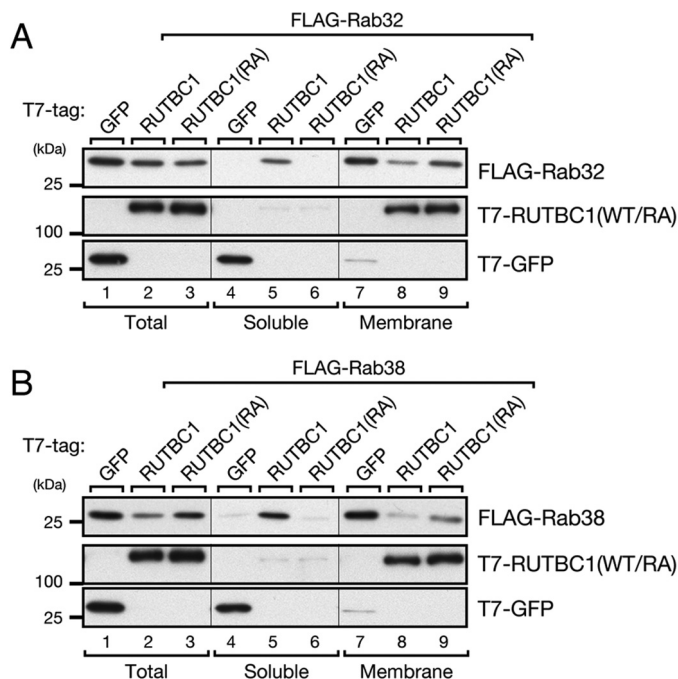 A
FLAG-Rab32
T7-tag: GFP RUTBC1 RUTBC1(RA) GFP RUTBC1 RUTBC1(RA) GFP RUTBC1 RUTBC1(RA)
(kDa)
25 FLAG-Rab32
100 T7-RUTBC1(WT/RA)
25 T7-GFP
1 2 3 4 5 6 7 8 9
Total Soluble Membrane
B
FLAG-Rab38
T7-tag: GFP RUTBC1 RUTBC1(RA) GFP RUTBC1 RUTBC1(RA) GFP RUTBC1 RUTBC1(RA)
(kDa)
25 FLAG-Rab38
100 T7-RUTBC1(WT/RA)
25 T7-GFP
1 2 3 4 5 6 7 8 9
Total Soluble Membrane